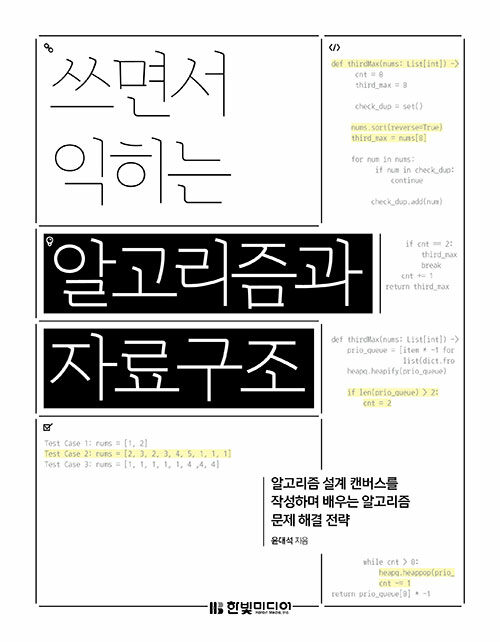 쓰면서
익히는
알고리즘과
자료구조
</>
def thirdMax(nums: List[int]) ->
cnt = 0
third_max = 0
check_dup = set()
nums.sort(reverse=True)
third_max = nums[0]
for num in nums:
if num in check_dup:
continue
check_dup.add(num)
if cnt == 2:
third_max
break
cnt += 1
return third_max
def thirdMax(nums: List[int]) ->
prio_queue = [item * -1 for
list(dict.fro
heapq.heapify(prio_queue)
if len(prio_queue) > 2:
cnt = 2
Test Case 1: nums = [1, 2]
Test Case 2: nums = [2, 3, 2, 3, 4, 5, 1, 1, 1]
Test Case 3: nums = [1, 1, 1, 1, 1, 4 ,4, 4]
알고리즘 설계 캔버스를
작성하며 배우는 알고리즘
문제 해결 전략
윤대석 지음
while cnt > 0:
heapq.heappop(prio_
cnt -= 1
return prio_queue[0] * -1
한빛미디어
Hanbit Media, Inc.